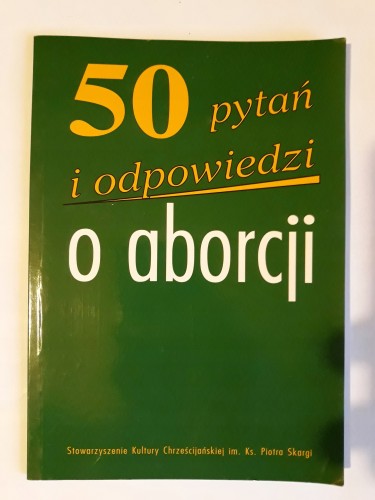 50 pytań
i odpowiedzi
o aborcji
Stowarzyszenie Kultury Chrześcijańskiej im. Ks. Piotra Skargi